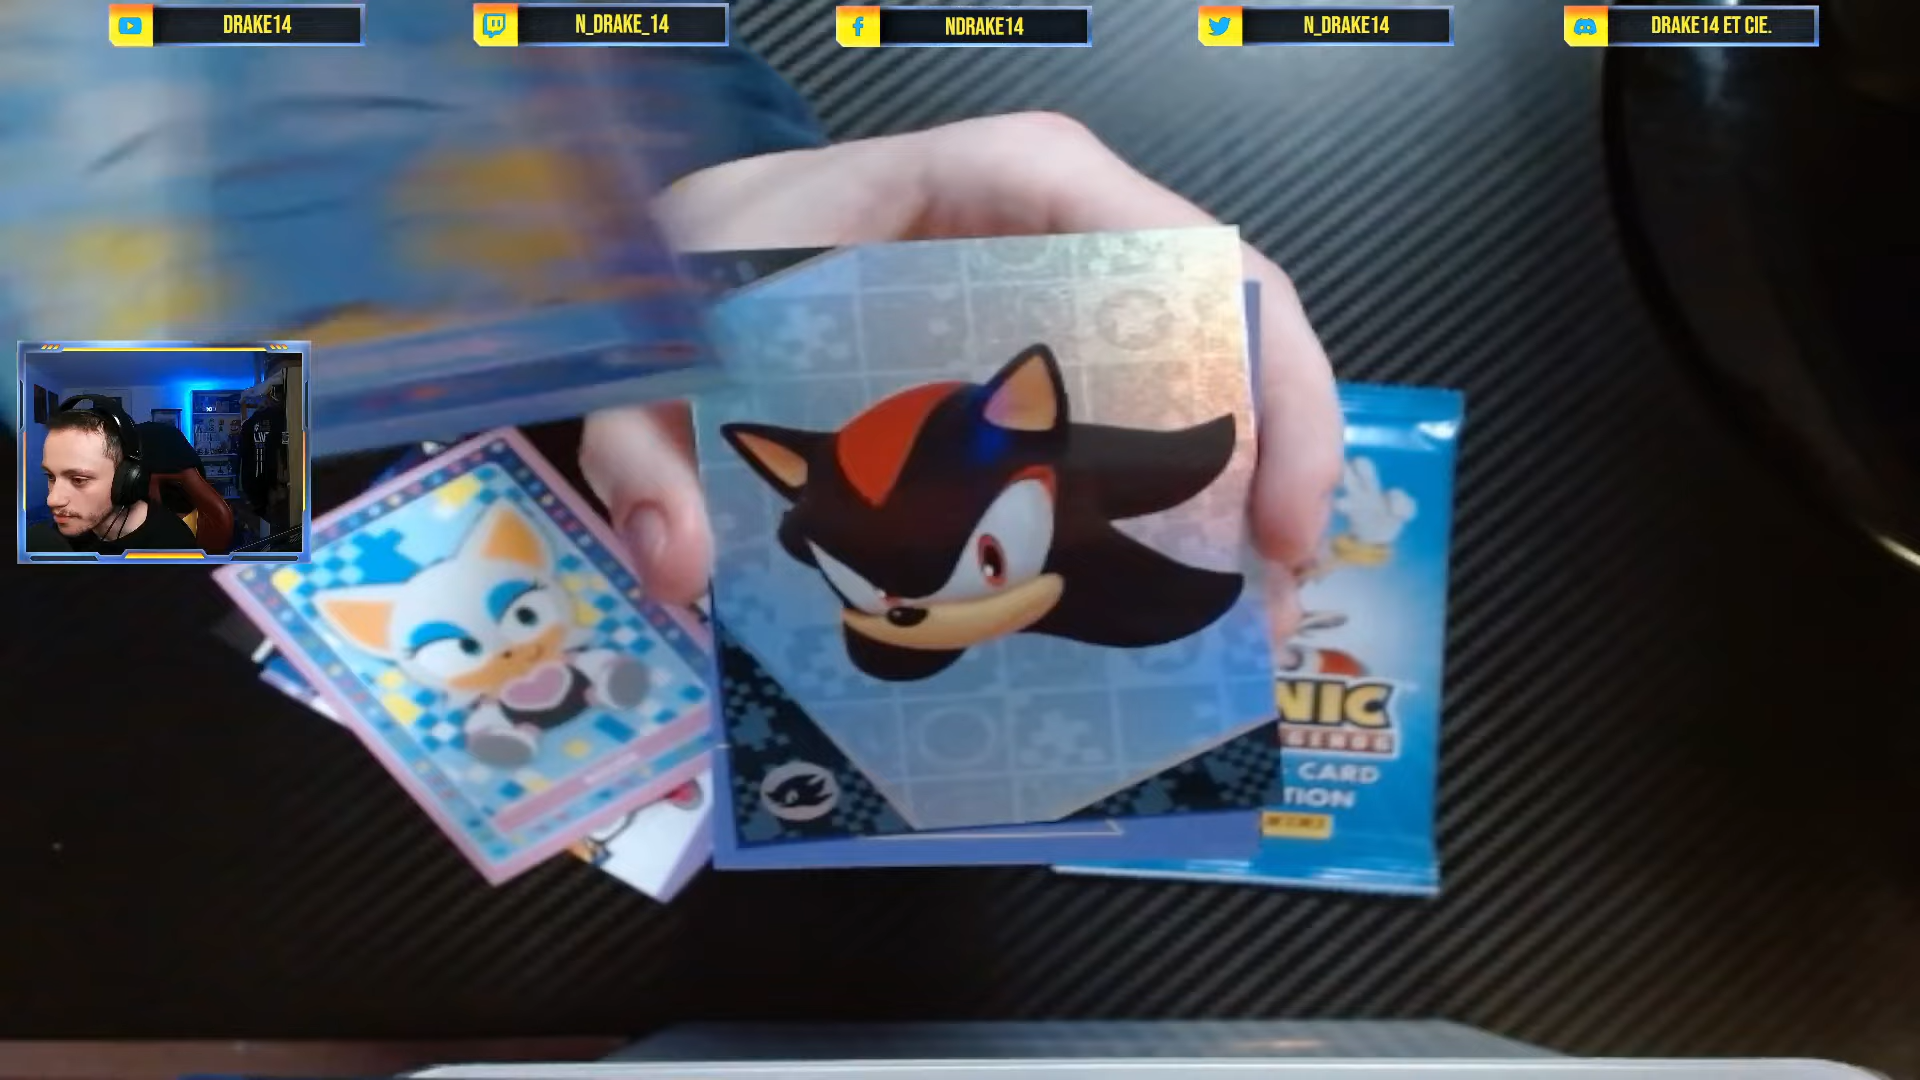 DRAKE14
N_DRAKE_14
NDRAKE14
N_DRAKE14
DRAKE14 ET CIE.
NIC
CARD
TION